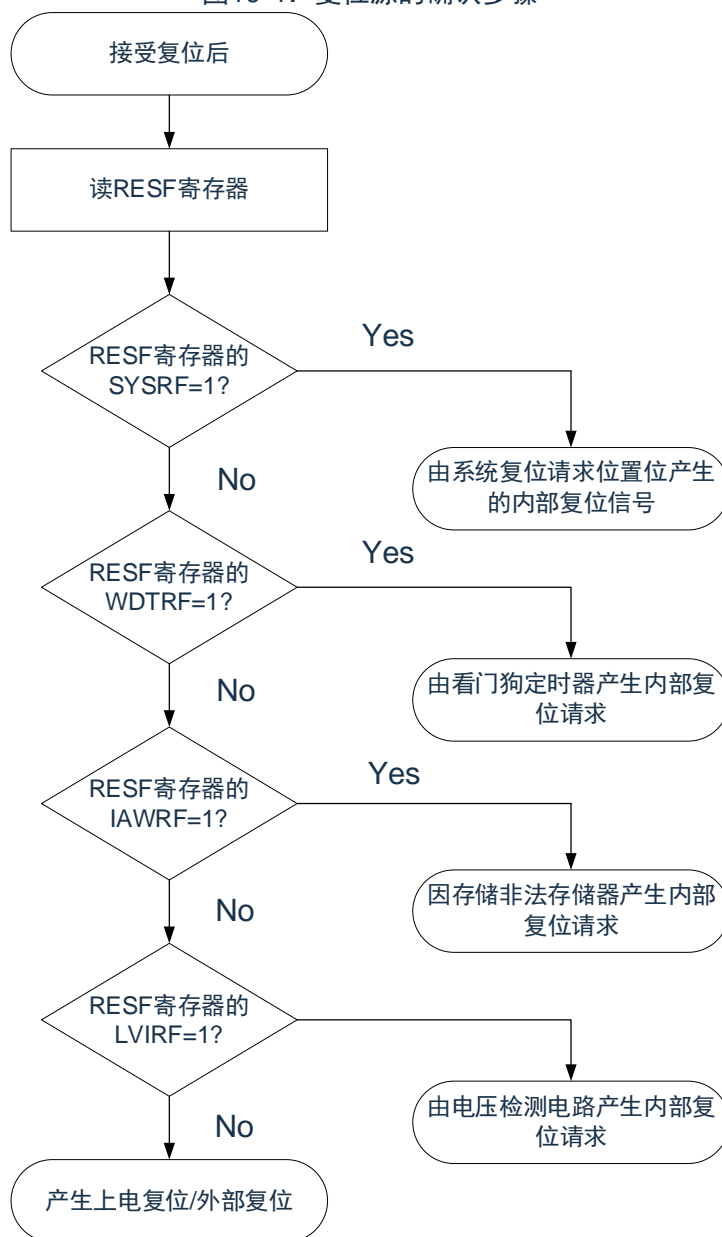 接受复位后
读RESF寄存器
RESF寄存器的
SYSRF=1?
Yes
No
由系统复位请求位置位产生
的内部复位信号
RESF寄存器的
WDTRF=1?
Yes
No
由看门狗定时器产生内部复
位请求
RESF寄存器的
IAWRF=1?
Yes
No
因存储非法存储器产生内部
复位请求
RESF寄存器的
LVIRF=1?
No
由电压检测电路产生内部复
位请求
产生上电复位/外部复位